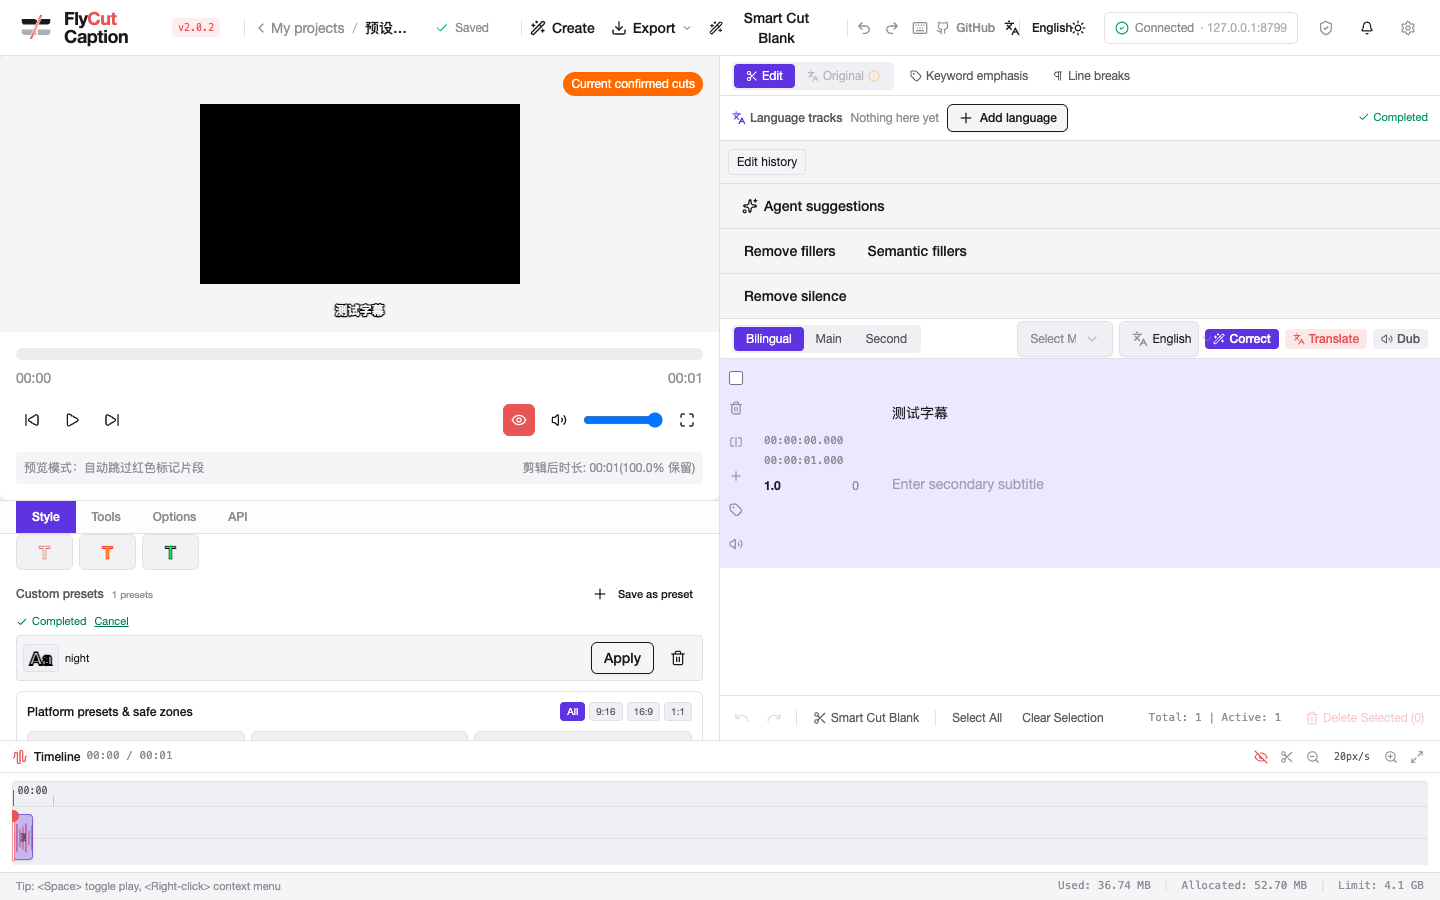 FlyCut
Caption
v2.0.2
My projects / 预设...
Saved
Create
Export
Smart Cut
Blank
GitHub
English
Connected · 127.0.0.1:8799
Current confirmed cuts
测试字幕
00:00
00:01
预览模式：自动跳过红色标记片段
剪辑后时长: 00:01(100.0% 保留)
Style
Tools
Options
API
T
T
T
Custom presets
1 presets
Save as preset
Completed
Cancel
Aa
night
Apply
Platform presets & safe zones
All
9:16
16:9
1:1
Edit
Original
Keyword emphasis
Line breaks
Language tracks
Nothing here yet
Add language
Completed
Edit history
Agent suggestions
Remove fillers
Semantic fillers
Remove silence
Bilingual
Main
Second
Select M
English
Correct
Translate
Dub
测试字幕
00:00:00.000
00:00:01.000
1.0
0
Enter secondary subtitle
Smart Cut Blank
Select All
Clear Selection
Total: 1 | Active: 1
Delete Selected (0)
Timeline
00:00 / 00:01
20px/s
00:00
Tip: <Space> toggle play, <Right-click> context menu
Used: 36.74 MB
Allocated: 52.70 MB
Limit: 4.1 GB